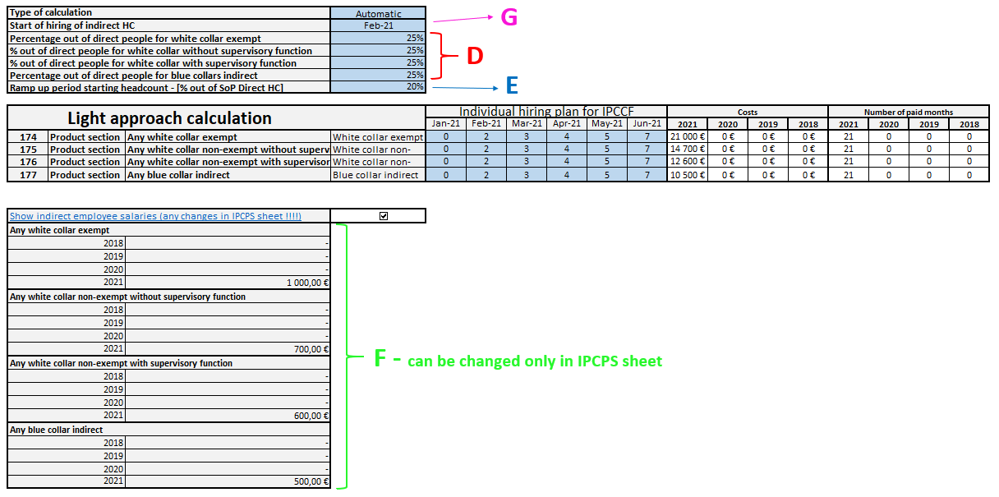 Type of calculation Automatic
Start of hiring of indirect HC Feb-21
G
Percentage out of direct people for white collar exempt 25%
% out of direct people for white collar without supervisory function 25%
% out of direct people for white collar with supervisory function 25%
Percentage out of direct people for blue collars indirect 25%
D
Ramp up period starting headcount - [% out of SoP Direct HC] 20%
E
Light approach calculation Individual hiring plan for IPCCF Costs Number of paid months
Jan-21 Feb-21 Mar-21 Apr-21 May-21 Jun-21 2021 2020 2019 2018 2021 2020 2019 2018
174 Product section Any white collar exempt White collar exempt 0 2 3 4 5 7 21 000 € 0 € 0 € 0 € 21 0 0 0
175 Product section Any white collar non-exempt without superv White collar non- 0 2 3 4 5 7 14 700 € 0 € 0 € 0 € 21 0 0 0
176 Product section Any white collar non-exempt with supervisor White collar non- 0 2 3 4 5 7 12 600 € 0 € 0 € 0 € 21 0 0 0
177 Product section Any blue collar indirect Blue collar indirect 0 2 3 4 5 7 10 500 € 0 € 0 € 0 € 21 0 0 0
Show indirect employee salaries (any changes in IPCPS sheet !!!!)
Any white collar exempt
2018 -
2019 -
2020 -
2021 1 000,00 €
Any white collar non-exempt without supervisory function
2018 -
2019 -
2020 -
2021 700,00 €
F - can be changed only in IPCPS sheet
Any white collar non-exempt with supervisory function
2018 -
2019 -
2020 -
2021 600,00 €
Any blue collar indirect
2018 -
2019 -
2020 -
2021 500,00 €